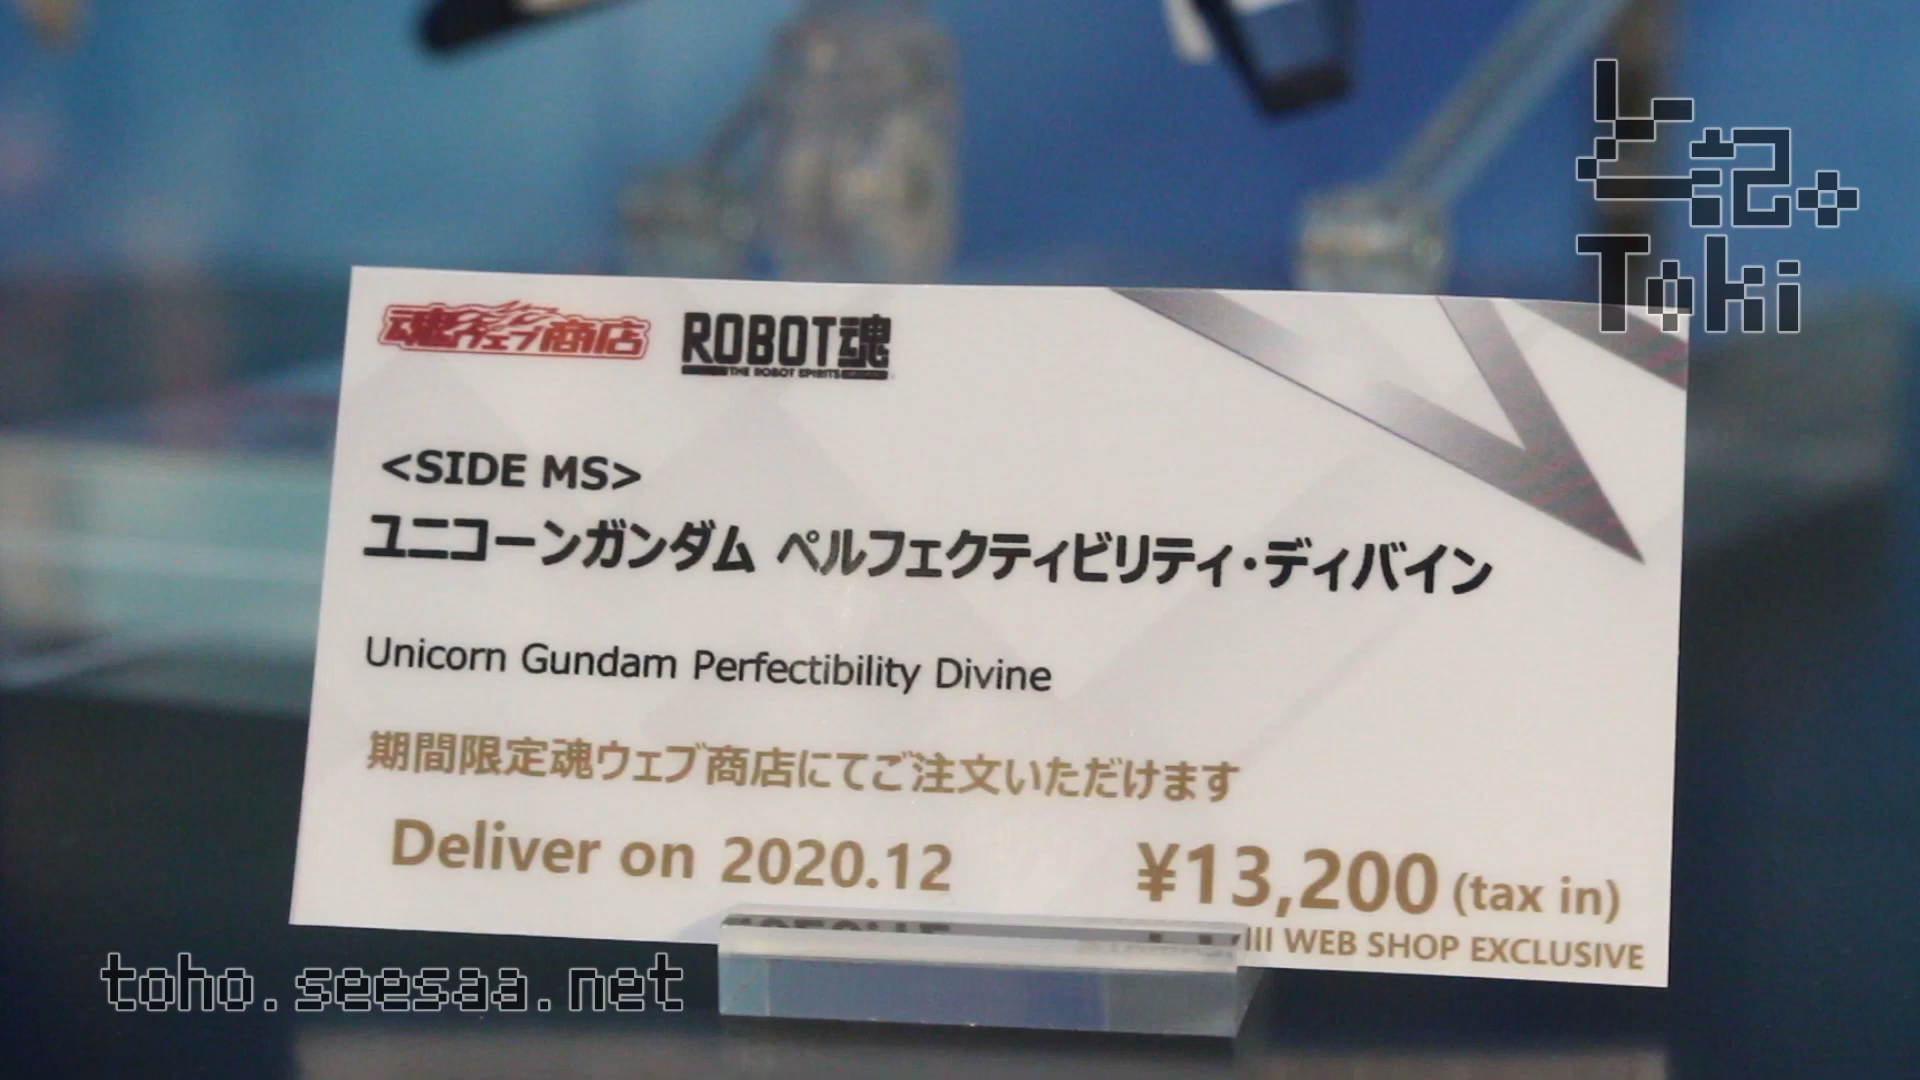 と記。
Toki
魂ウェブ商店
ROBOT魂
THE ROBOT SPIRITS
<SIDE MS>
ユニコーンガンダム ペルフェクティビリティ・ディバイン
Unicorn Gundam Perfectibility Divine
期間限定魂ウェブ商店にてご注文いただけます
Deliver on 2020.12
¥13,200 (tax in)
WEB SHOP EXCLUSIVE
toho.seesaa.net